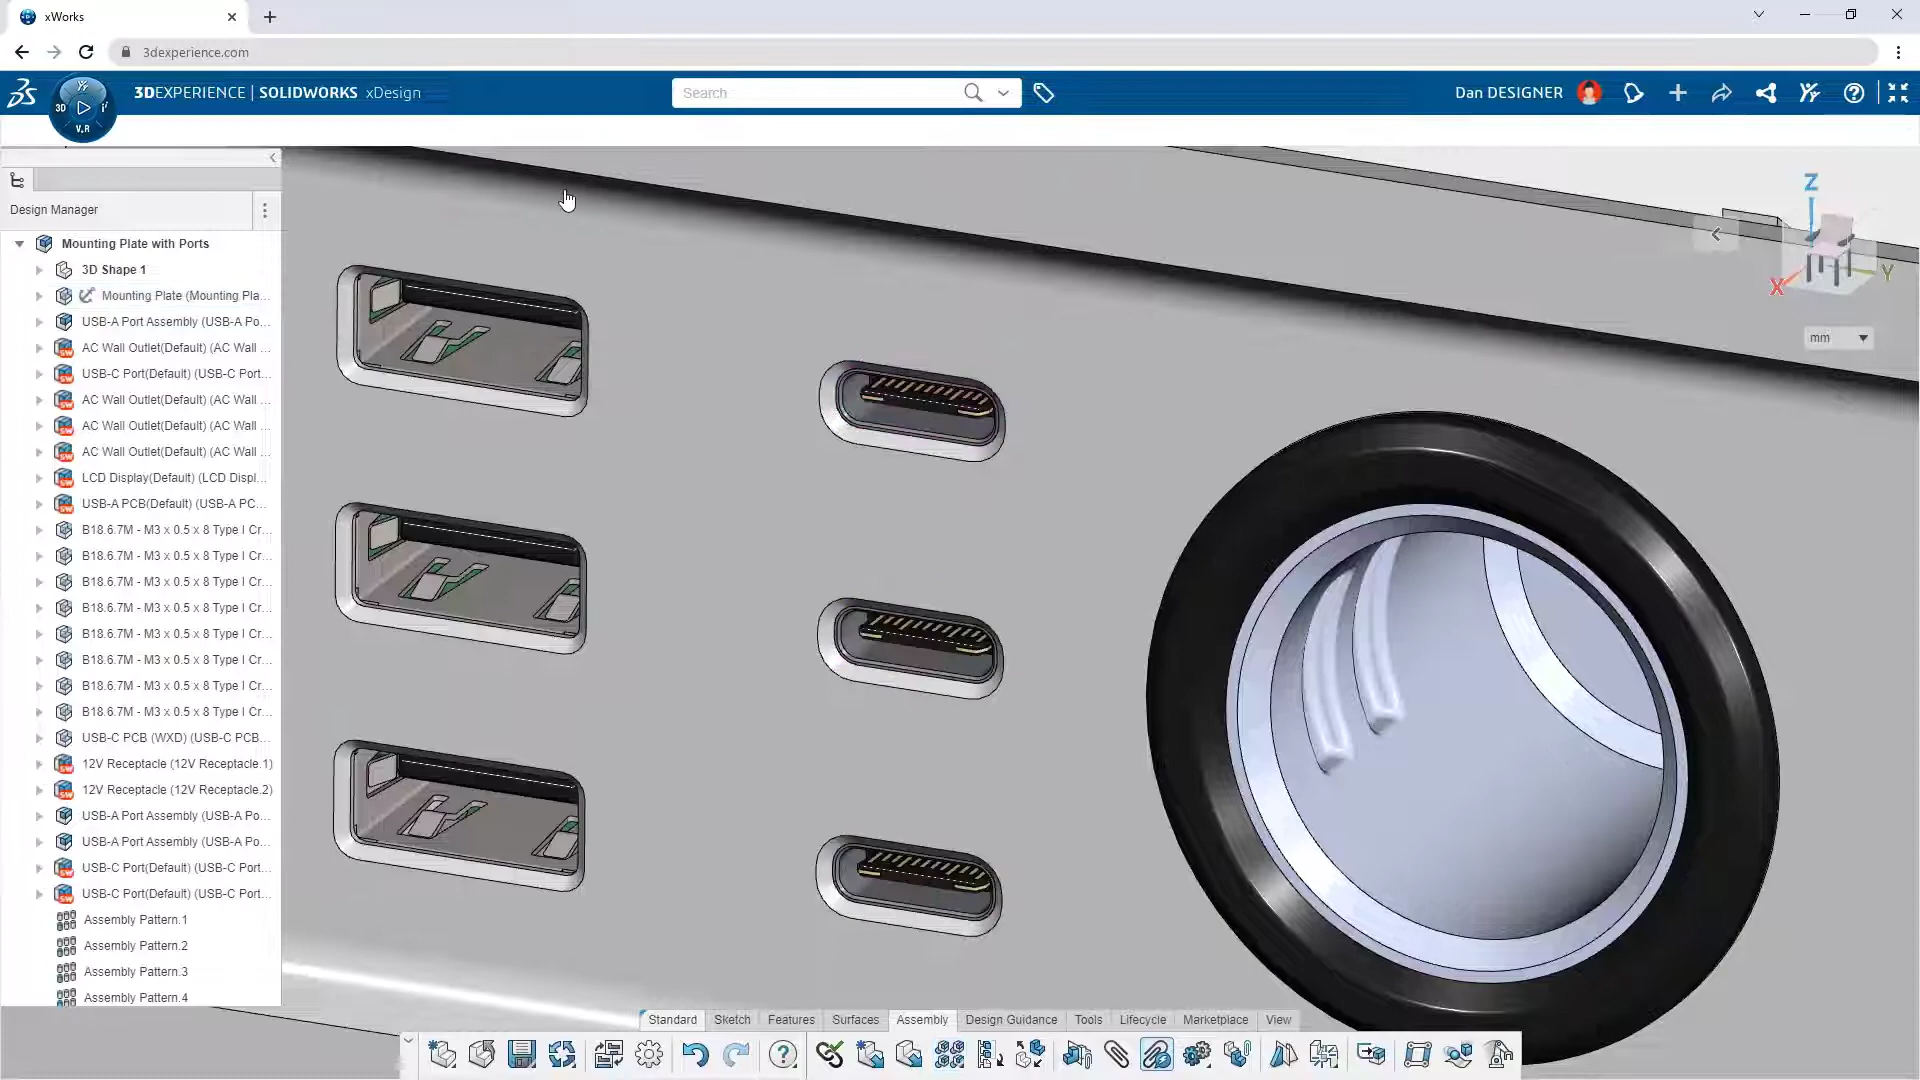 xWorks
3dexperience.com
3DEXPERIENCE | SOLIDWORKS xDesign
Search
Dan DESIGNER
3D
V.R
Design Manager
Mounting Plate with Ports
3D Shape 1
Mounting Plate (Mounting Pla...
USB-A Port Assembly (USB-A Po...
AC Wall Outlet(Default) (AC Wall ...
USB-C Port(Default) (USB-C Port...
AC Wall Outlet(Default) (AC Wall ...
AC Wall Outlet(Default) (AC Wall ...
AC Wall Outlet(Default) (AC Wall ...
LCD Display(Default) (LCD Displ...
USB-A PCB(Default) (USB-A PC...
B18.6.7M - M3 x 0.5 x 8 Type I Cr...
B18.6.7M - M3 x 0.5 x 8 Type I Cr...
B18.6.7M - M3 x 0.5 x 8 Type I Cr...
B18.6.7M - M3 x 0.5 x 8 Type I Cr...
B18.6.7M - M3 x 0.5 x 8 Type I Cr...
B18.6.7M - M3 x 0.5 x 8 Type I Cr...
B18.6.7M - M3 x 0.5 x 8 Type I Cr...
B18.6.7M - M3 x 0.5 x 8 Type I Cr...
USB-C PCB (WXD) (USB-C PCB...
12V Receptacle (12V Receptacle.1)
12V Receptacle (12V Receptacle.2)
USB-A Port Assembly (USB-A Po...
USB-A Port Assembly (USB-A Po...
USB-C Port(Default) (USB-C Port...
USB-C Port(Default) (USB-C Port...
Assembly Pattern.1
Assembly Pattern.2
Assembly Pattern.3
Assembly Pattern.4
Z
X
Y
mm
Standard Sketch Features Surfaces Assembly Design Guidance Tools Lifecycle Marketplace View